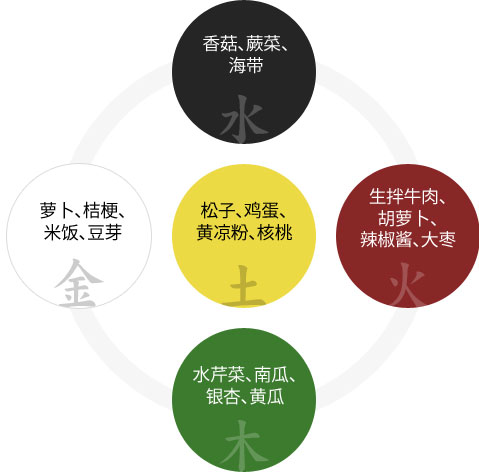 香菇、蕨菜、
海带
水
萝卜、桔梗、
米饭、豆芽
金
松子、鸡蛋、
黄凉粉、核桃
土
生拌牛肉、
胡萝卜、
辣椒酱、大枣
火
水芹菜、南瓜、
银杏、黄瓜
木